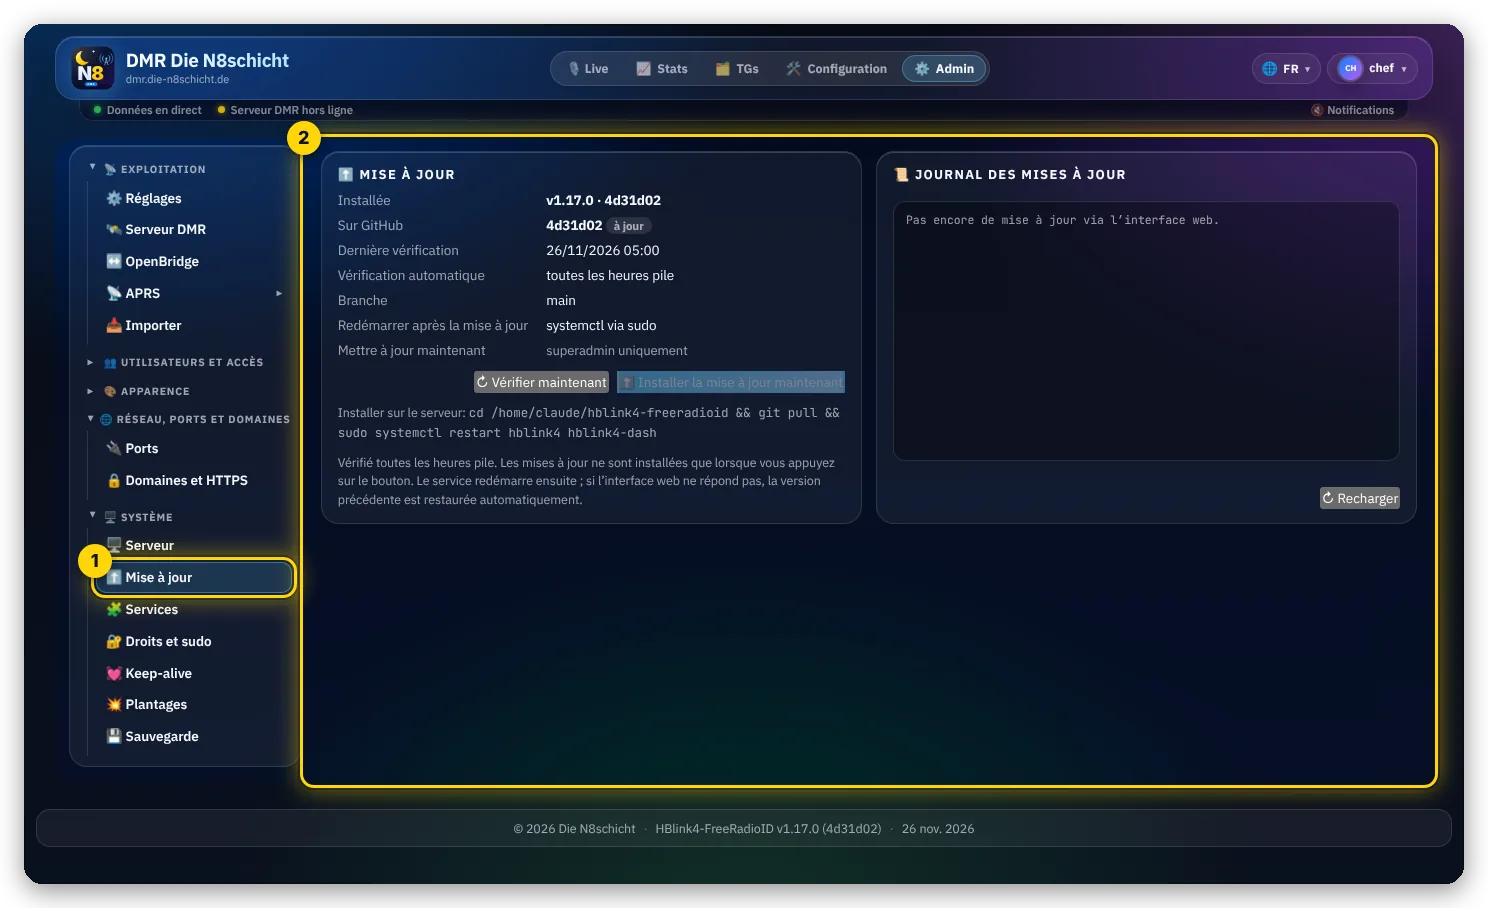 N8
DMR Die N8schicht
dmr.die-n8schicht.de
Live
Stats
TGs
Configuration
Admin
FR
CH
chef
Données en direct
Serveur DMR hors ligne
Notifications
2
EXPLOITATION
Réglages
Serveur DMR
OpenBridge
APRS
Importer
UTILISATEURS ET ACCÈS
APPARENCE
RÉSEAU, PORTS ET DOMAINES
Ports
Domaines et HTTPS
SYSTÈME
Serveur
1
Mise à jour
Services
Droits et sudo
Keep-alive
Plantages
Sauvegarde
MISE À JOUR
Installée v1.17.0 · 4d31d02
Sur GitHub 4d31d02 à jour
Dernière vérification 26/11/2026 05:00
Vérification automatique toutes les heures pile
Branche main
Redémarrer après la mise à jour systemctl via sudo
Mettre à jour maintenant superadmin uniquement
↻ Vérifier maintenant
Installer la mise à jour maintenant
Installer sur le serveur: cd /home/claude/hblink4-freeradioid && git pull &&
sudo systemctl restart hblink4 hblink4-dash
Vérifié toutes les heures pile. Les mises à jour ne sont installées que lorsque vous appuyez
sur le bouton. Le service redémarre ensuite ; si l’interface web ne répond pas, la version
précédente est restaurée automatiquement.
JOURNAL DES MISES À JOUR
Pas encore de mise à jour via l’interface web.
↻ Recharger
© 2026 Die N8schicht · HBlink4-FreeRadioID v1.17.0 (4d31d02) · 26 nov. 2026